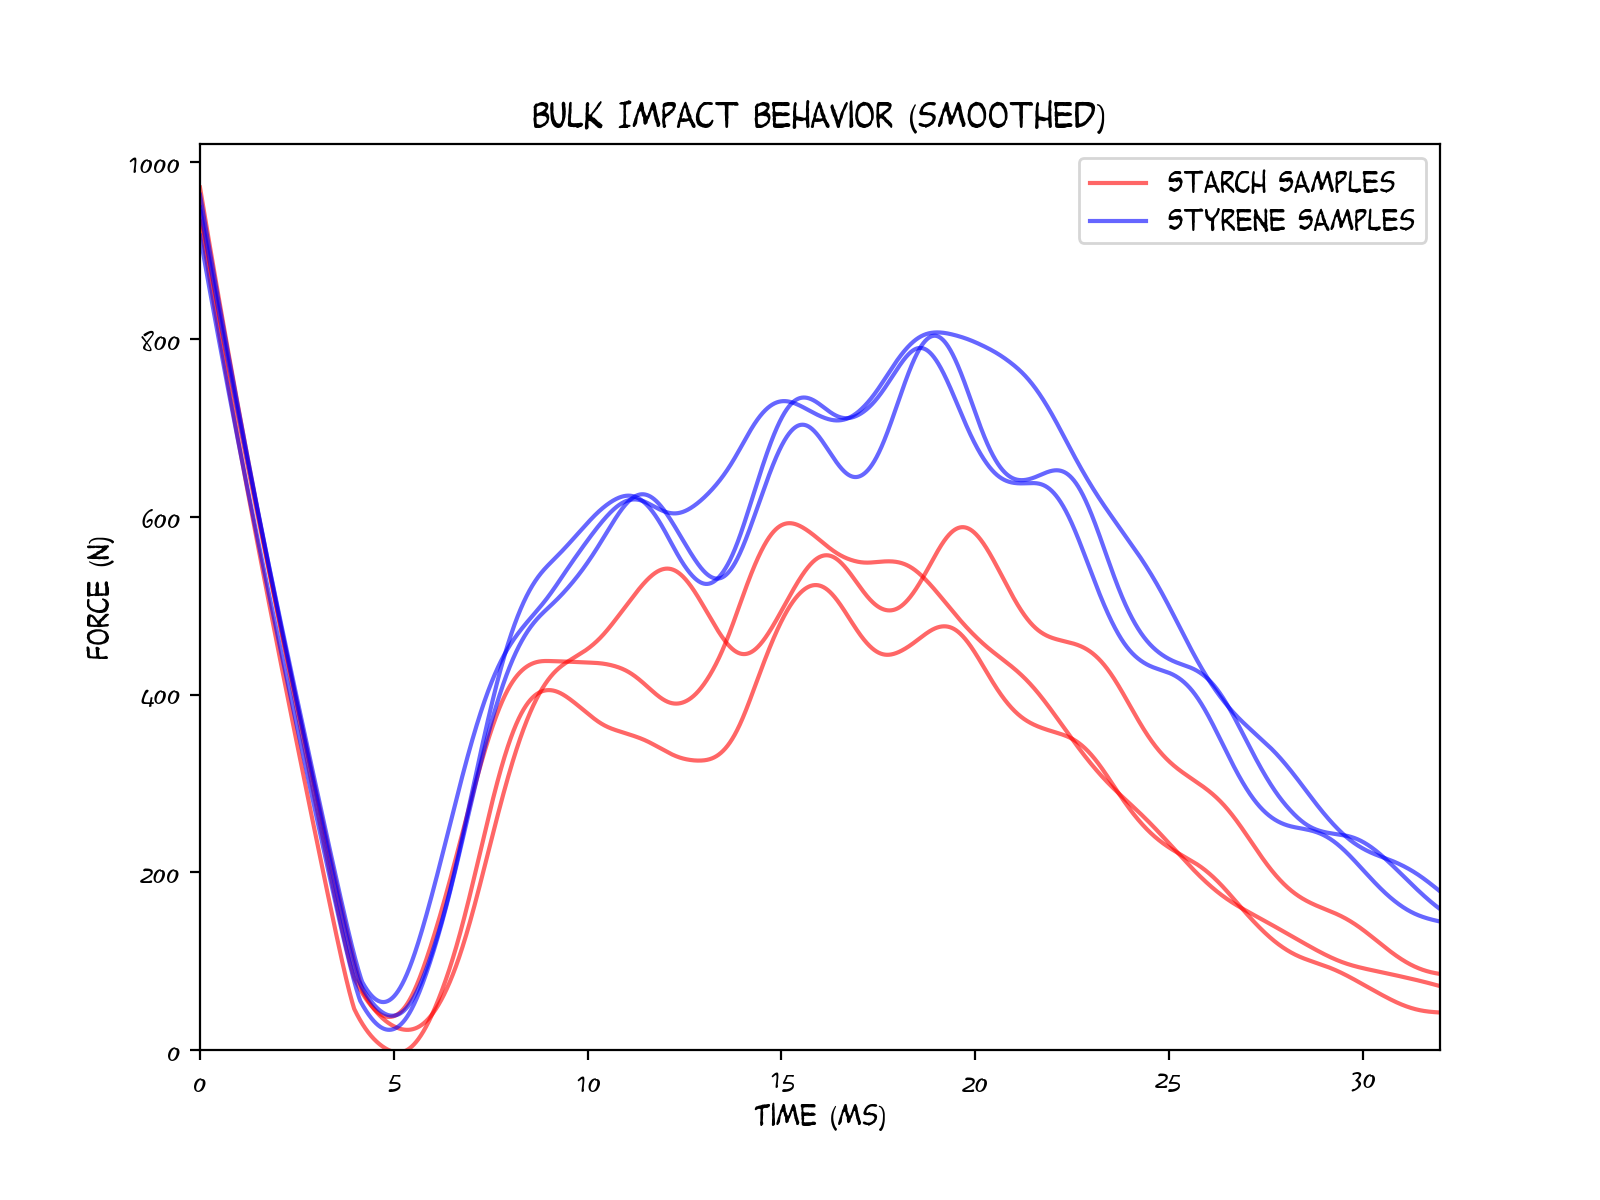 BULK IMPACT BEHAVIOR (SMOOTHED)
STARCH SAMPLES
STYRENE SAMPLES
FORCE (N)
1000
800
600
400
200
0
0 5 10 15 20 25 30
TIME (MS)